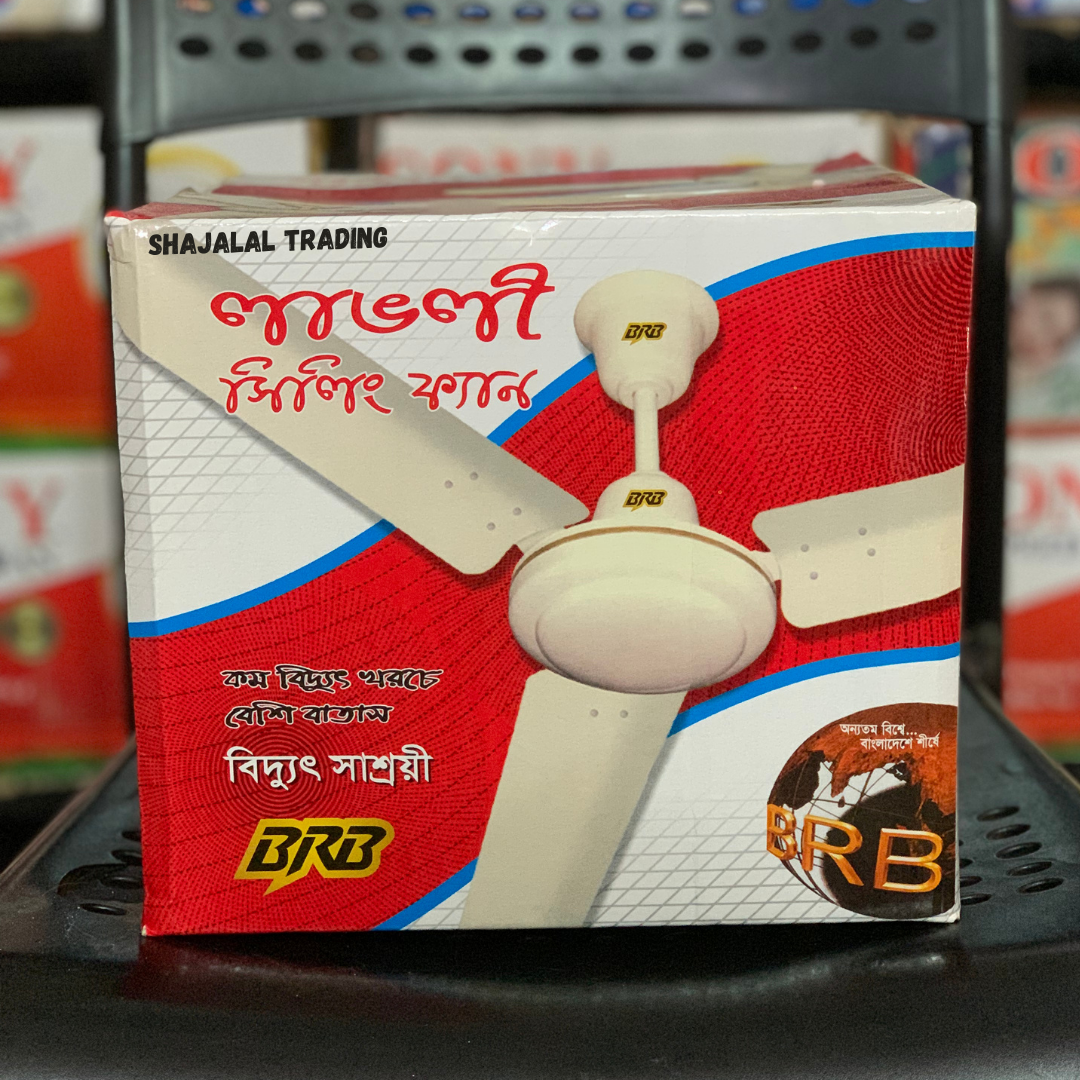 SHAJALAL TRADING
লাভলী
সিলিং ফ্যান
BRB
BRB
কম বিদ্যুৎ খরচে
বেশি বাতাস
বিদ্যুৎ সাশ্রয়ী
BRB
অন্যতম বিশ্বে...
বাংলাদেশে শীর্ষে
BRB